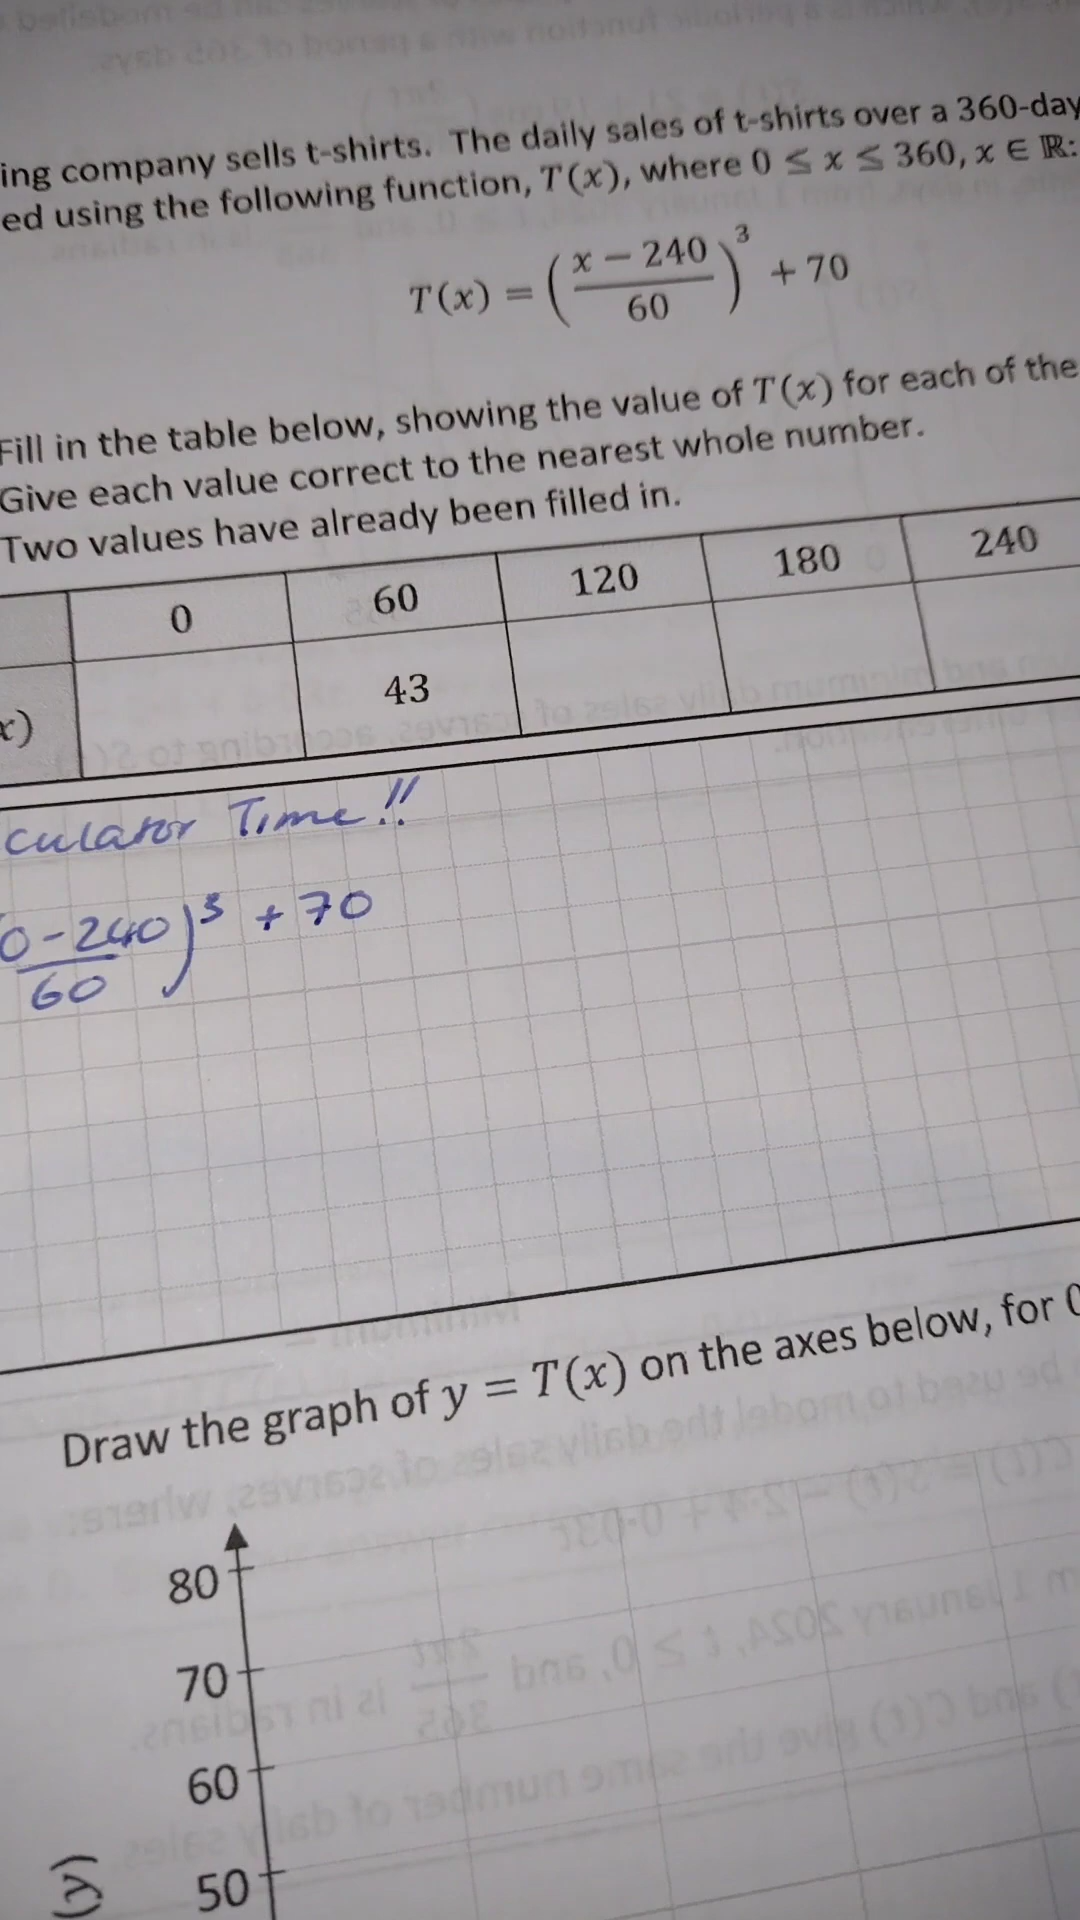 ing company sells t-shirts. The daily sales of t-shirts over a 360-day
ed using the following function, T(x), where 0 ≤ x ≤ 360, x ∈ ℝ:
T(x) = ((x − 240)/60)³ + 70
Fill in the table below, showing the value of T(x) for each of the
Give each value correct to the nearest whole number.
Two values have already been filled in.
0 60 120 180 240
x) 43
culator Time!!
0-240)³ + 70
60
Draw the graph of y = T(x) on the axes below, for 0
80
70
60
50